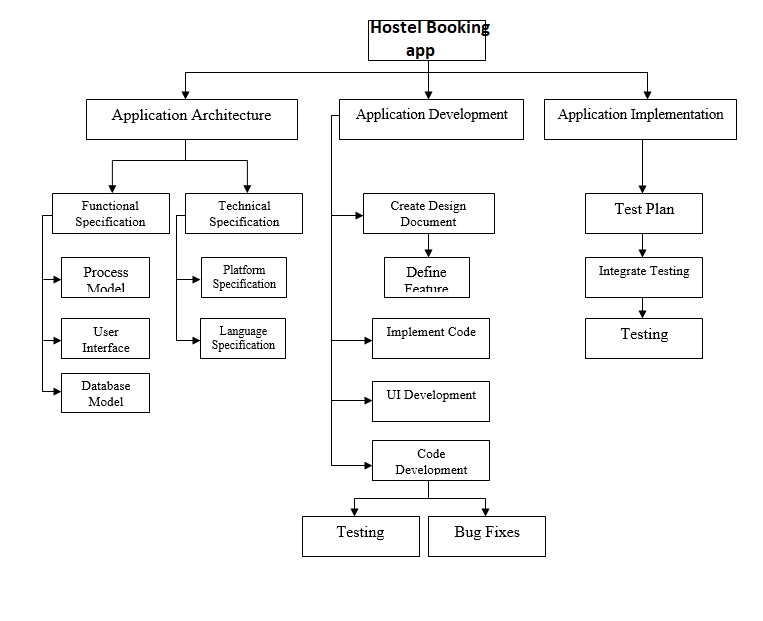 Hostel Booking
app
Application Architecture
Application Development
Application Implementation
Functional
Specification
Technical
Specification
Create Design
Document
Test Plan
Process
Model
Platform
Specification
Define
Feature
Integrate Testing
User
Interface
Language
Specification
Implement Code
Testing
Database
Model
UI Development
Code
Development
Testing
Bug Fixes